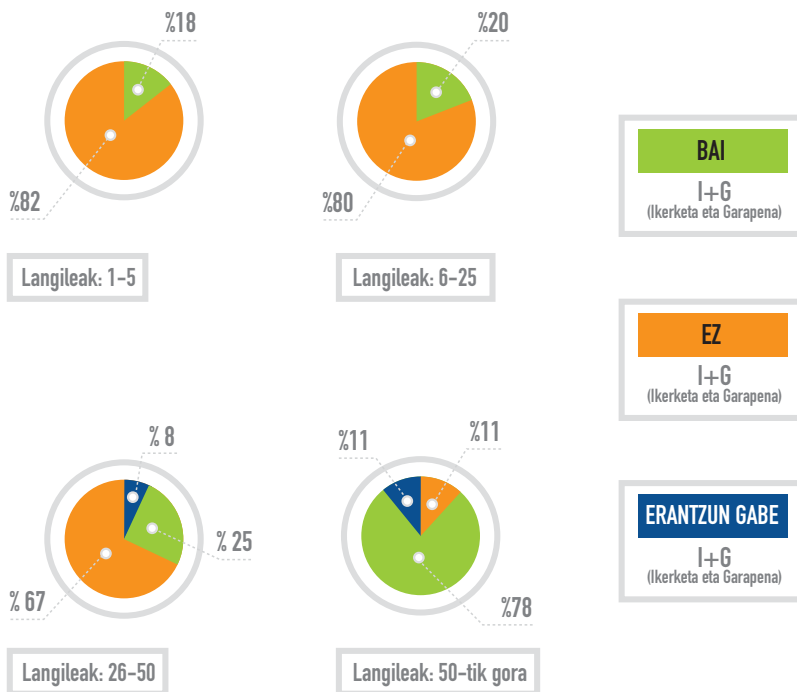 %18
%82
Langileak: 1-5
%20
%80
Langileak: 6-25
% 8
% 25
% 67
Langileak: 26-50
%11
%11
%78
Langileak: 50-tik gora
BAI
I+G
(Ikerketa eta Garapena)
EZ
I+G
(Ikerketa eta Garapena)
ERANTZUN GABE
I+G
(Ikerketa eta Garapena)